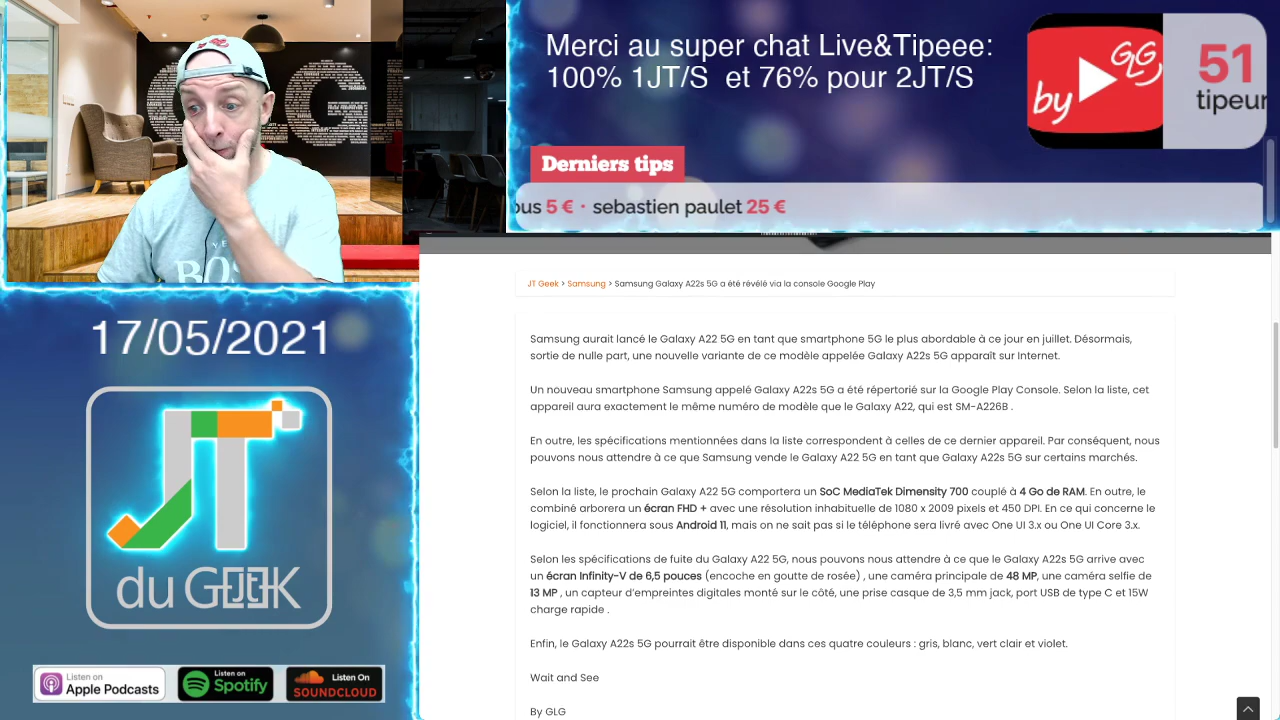 Merci au super chat Live&Tipeee:
100% 1JT/S et 78% pour 2JT/S
by GG
51
tipeur
Derniers tips
ous 5 € · sebastien paulet 25 €
BOS
17/05/2021
JT
du GEEK
Listen on
Apple Podcasts
Listen on
Spotify
Listen On
SOUNDCLOUD
JT Geek > Samsung > Samsung Galaxy A22s 5G a été révélé via la console Google Play
Samsung aurait lancé le Galaxy A22 5G en tant que smartphone 5G le plus abordable à ce jour en juillet. Désormais,
sortie de nulle part, une nouvelle variante de ce modèle appelée Galaxy A22s 5G apparaît sur Internet.
Un nouveau smartphone Samsung appelé Galaxy A22s 5G a été répertorié sur la Google Play Console. Selon la liste, cet
appareil aura exactement le même numéro de modèle que le Galaxy A22, qui est SM-A226B .
En outre, les spécifications mentionnées dans la liste correspondent à celles de ce dernier appareil. Par conséquent, nous
pouvons nous attendre à ce que Samsung vende le Galaxy A22 5G en tant que Galaxy A22s 5G sur certains marchés.
Selon la liste, le prochain Galaxy A22 5G comportera un SoC MediaTek Dimensity 700 couplé à 4 Go de RAM. En outre, le
combiné arborera un écran FHD + avec une résolution inhabituelle de 1080 x 2009 pixels et 450 DPI. En ce qui concerne le
logiciel, il fonctionnera sous Android 11, mais on ne sait pas si le téléphone sera livré avec One UI 3.x ou One UI Core 3.x.
Selon les spécifications de fuite du Galaxy A22 5G, nous pouvons nous attendre à ce que le Galaxy A22s 5G arrive avec
un écran Infinity-V de 6,5 pouces (encoche en goutte de rosée) , une caméra principale de 48 MP, une caméra selfie de
13 MP , un capteur d'empreintes digitales monté sur le côté, une prise casque de 3,5 mm jack, port USB de type C et 15W
charge rapide .
Enfin, le Galaxy A22s 5G pourrait être disponible dans ces quatre couleurs : gris, blanc, vert clair et violet.
Wait and See
By GLG